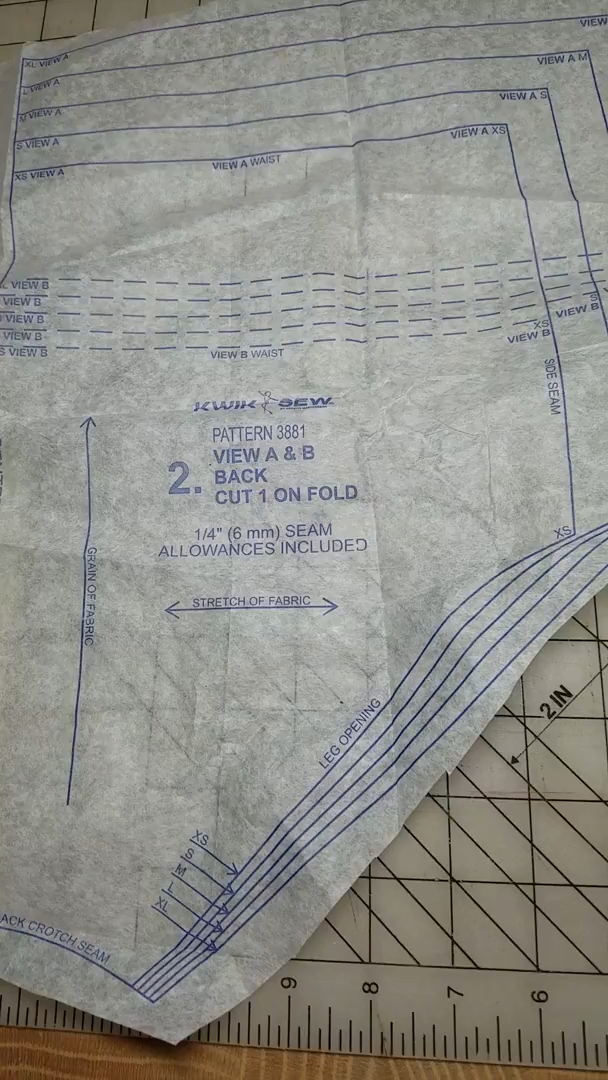 VIEW
XL VIEW A
L VIEW A
VIEW A M
M VIEW A
VIEW A S
S VIEW A
VIEW A XS
XS VIEW A
VIEW A WAIST
L VIEW B
VIEW B
VIEW B
VIEW B
S VIEW B
VIEW B WAIST
S
VIEW B
XS
VIEW B
SIDE SEAM
KWIK SEW
PATTERN 3881
2. VIEW A & B
BACK
CUT 1 ON FOLD
1/4" (6 mm) SEAM
ALLOWANCES INCLUDED
XS
GRAIN OF FABRIC
STRETCH OF FABRIC
LEG OPENING
2 IN
XS
S
M
L
XL
ACK CROTCH SEAM
9 8 7 6